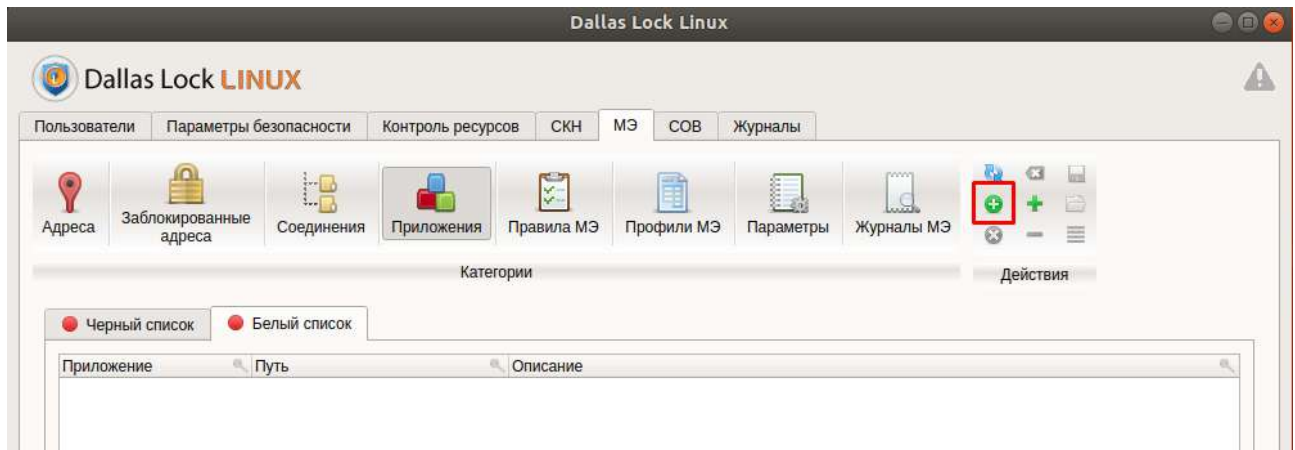 Dallas Lock Linux
Dallas Lock LINUX
Пользователи Параметры безопасности Контроль ресурсов СКН МЭ СОВ Журналы
Адреса Заблокированные адреса Соединения Приложения Правила МЭ Профили МЭ Параметры Журналы МЭ
Категории Действия
Черный список Белый список
Приложение Путь Описание